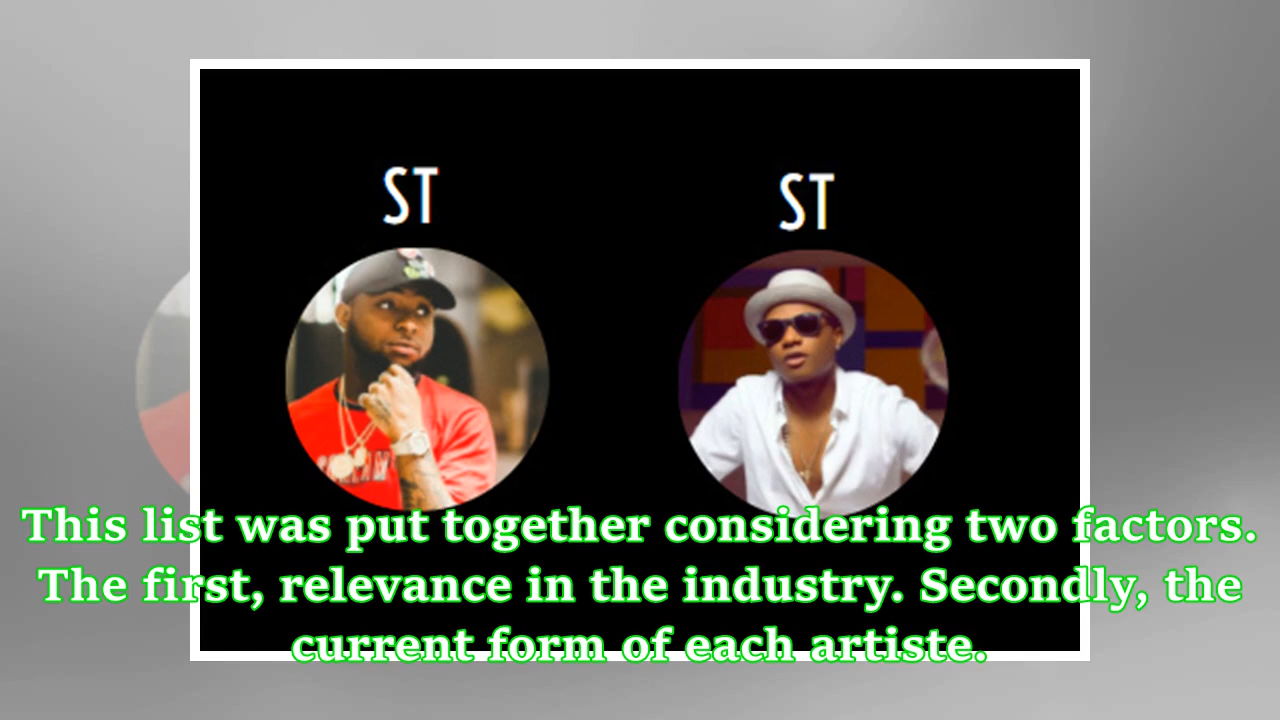 ST ST
This list was put together considering two factors.
The first, relevance in the industry. Secondly, the
current form of each artiste.